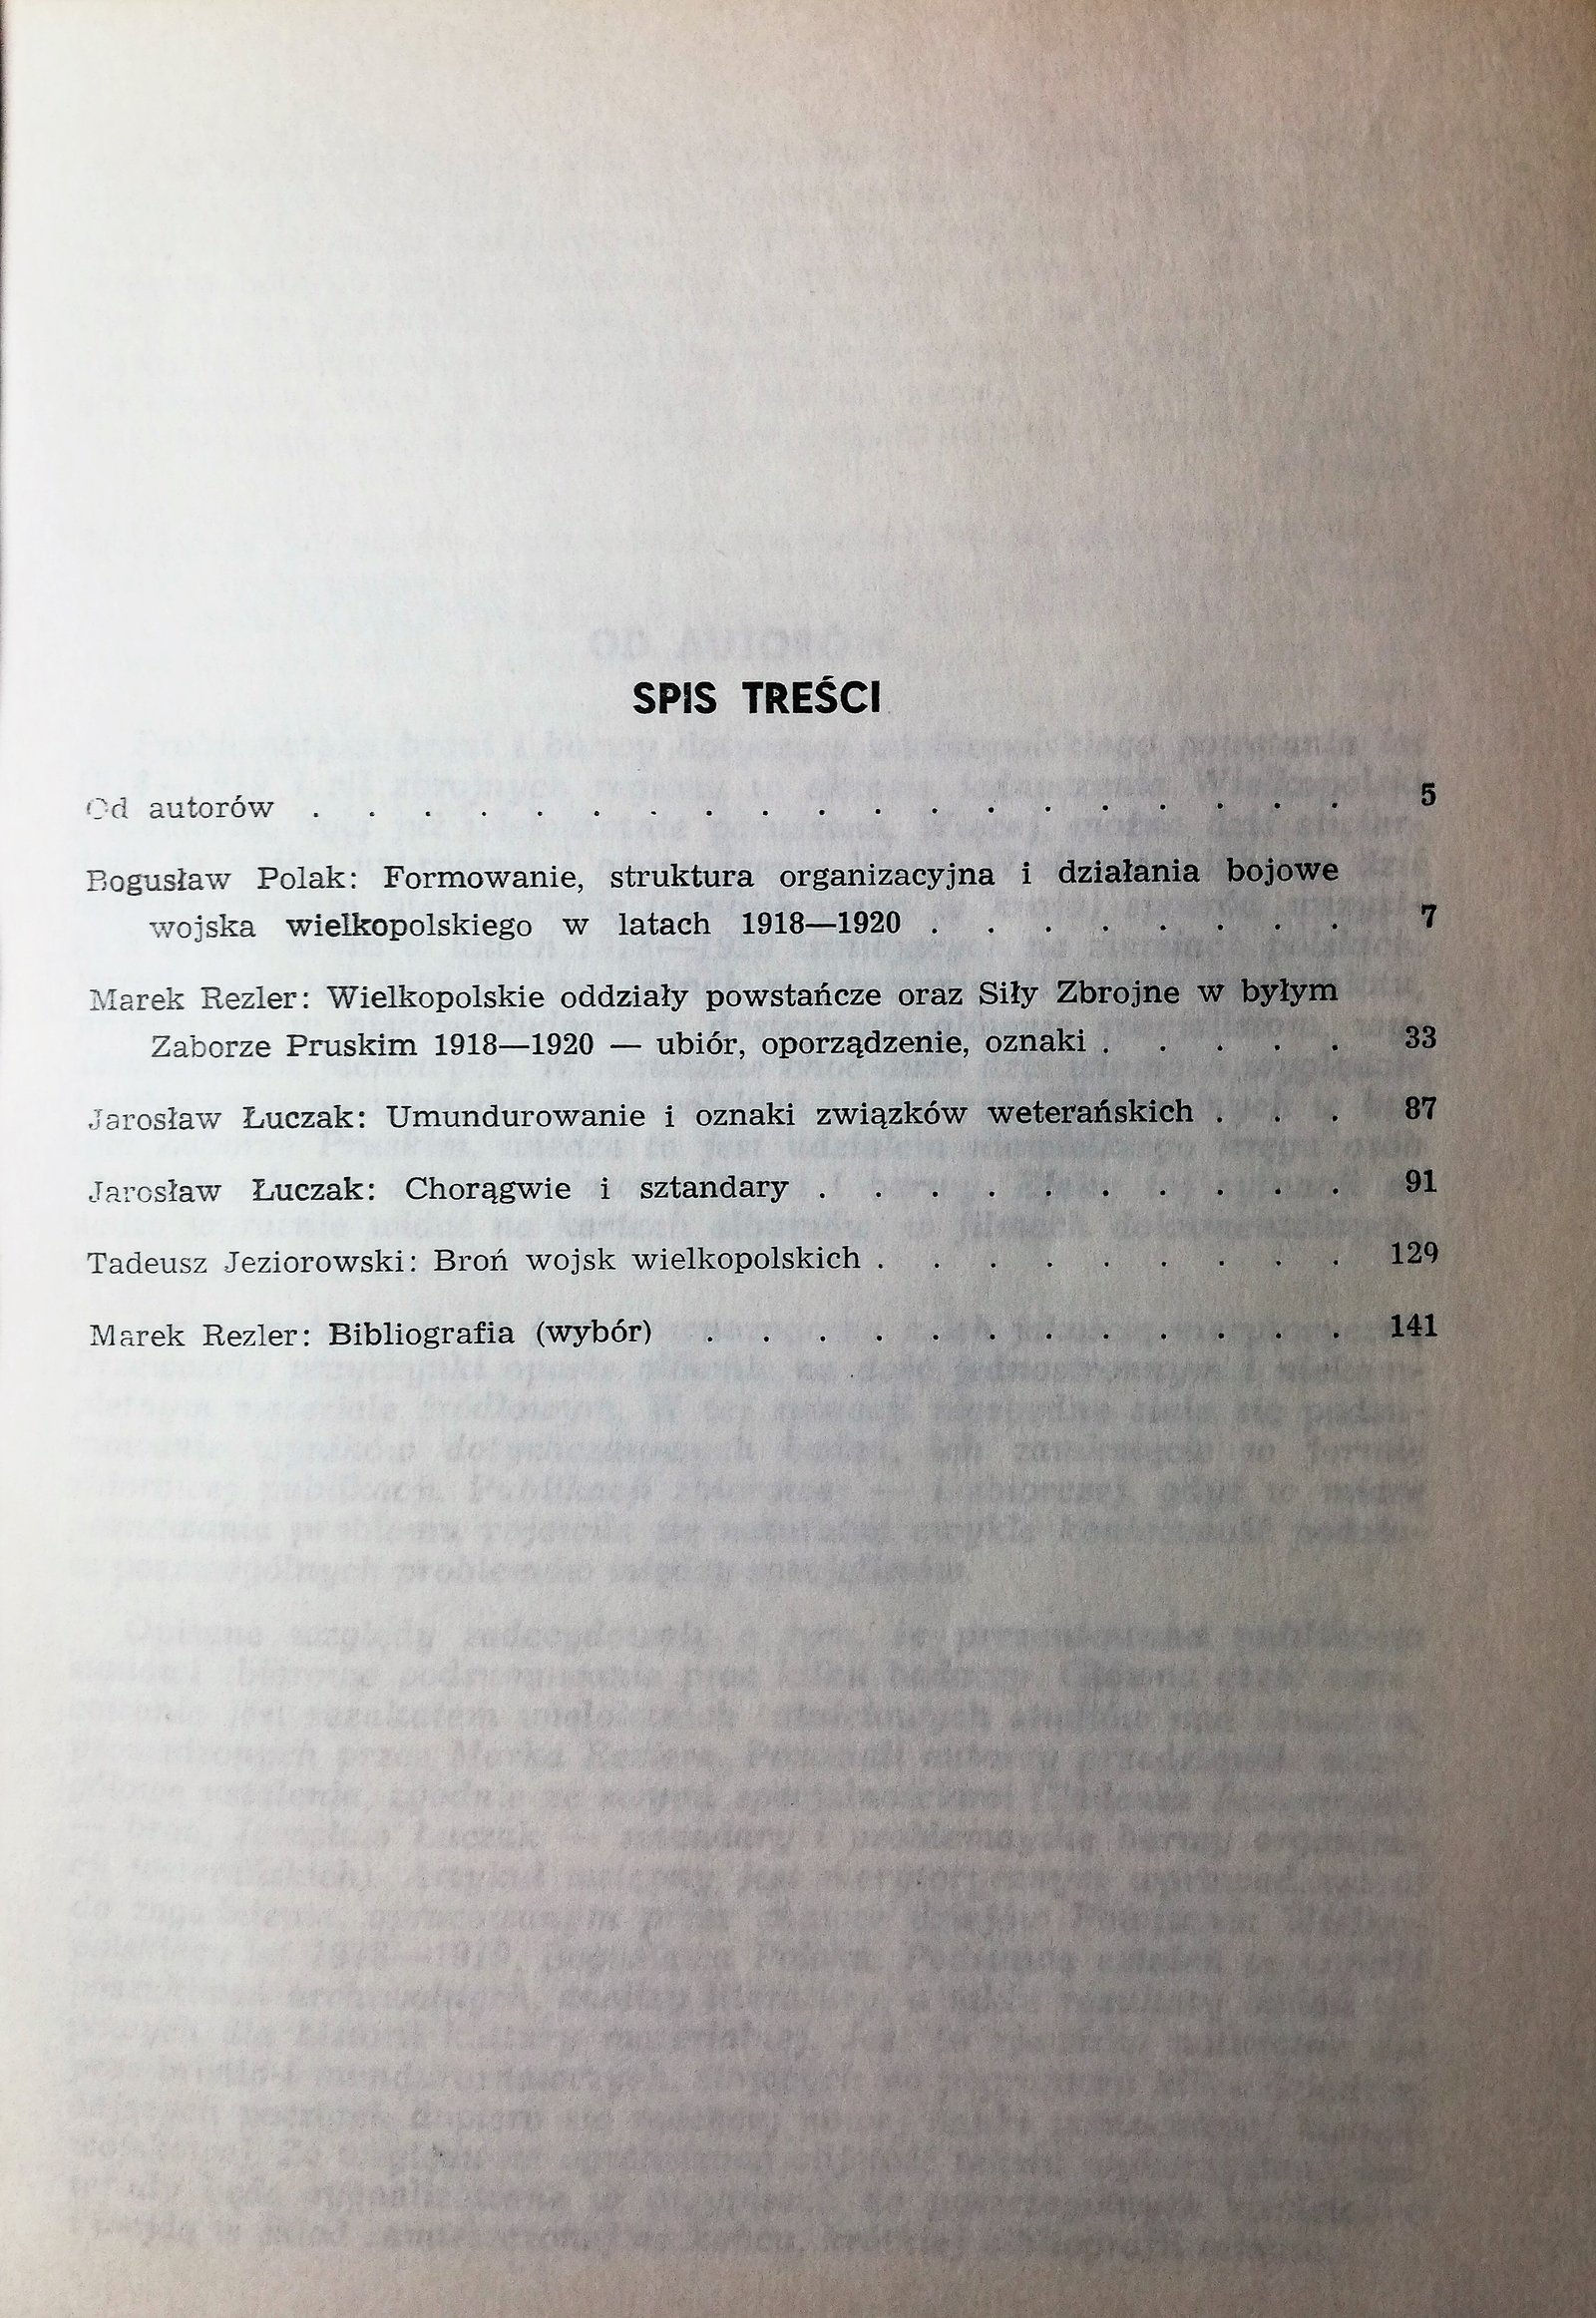 SPIS TREŚCI
Od autorów . . . . . . . . . . . . . . . . . . . 5
Bogusław Polak: Formowanie, struktura organizacyjna i działania bojowe
wojska wielkopolskiego w latach 1918—1920 . . . . . . . . 7
Marek Rezler: Wielkopolskie oddziały powstańcze oraz Siły Zbrojne w byłym
Zaborze Pruskim 1918—1920 — ubiór, oporządzenie, oznaki . . . . . 33
Jarosław Łuczak: Umundurowanie i oznaki związków weterańskich . . . 87
Jarosław Łuczak: Chorągwie i sztandary . . . . . . . . . . 91
Tadeusz Jeziorowski: Broń wojsk wielkopolskich . . . . . . . . . 129
Marek Rezler: Bibliografia (wybór) . . . . . . . . . . . . 141